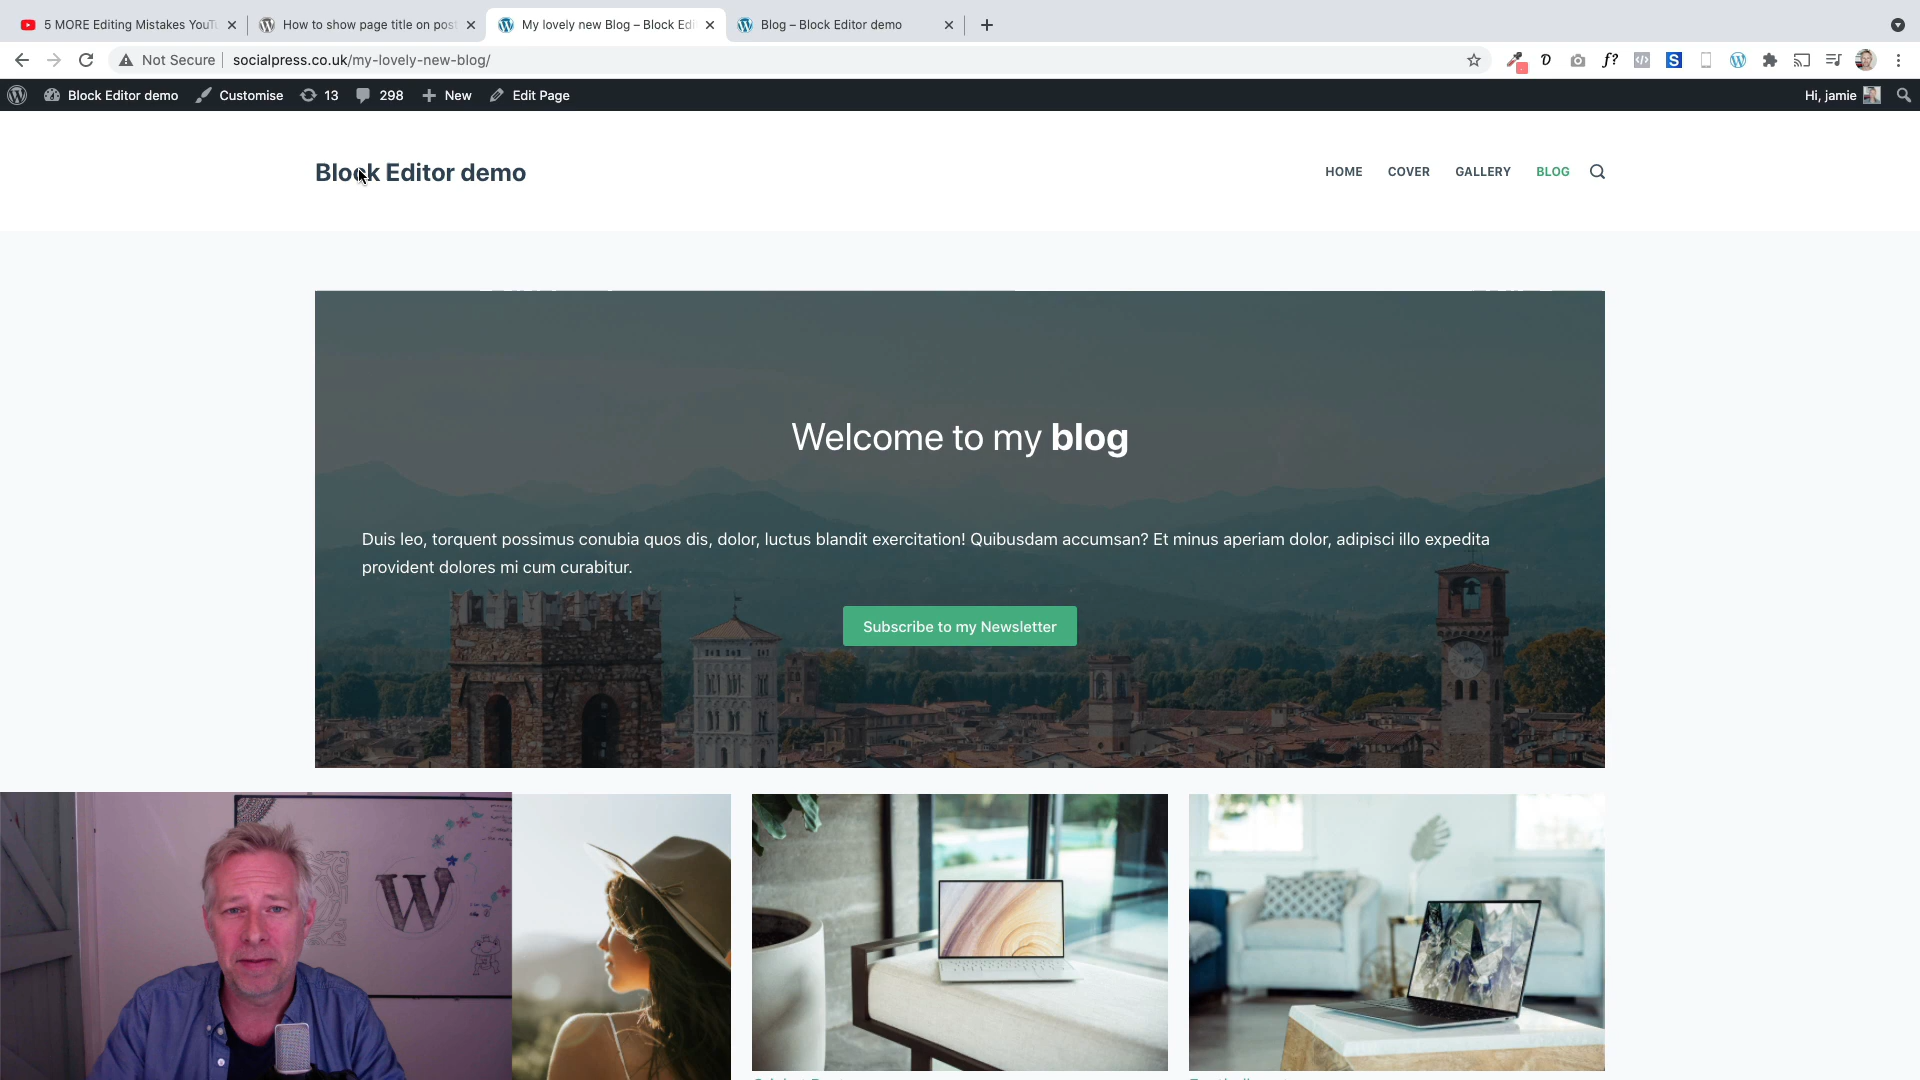 5 MORE Editing Mistakes YouTu
How to show page title on post
My lovely new Blog – Block Edi
Blog – Block Editor demo
Not Secure
socialpress.co.uk/my-lovely-new-blog/
Block Editor demo
Customise
13
298
New
Edit Page
Hi, jamie
Block Editor demo
HOME
COVER
GALLERY
BLOG
Welcome to my blog
Duis leo, torquent possimus conubia quos dis, dolor, luctus blandit exercitation! Quibusdam accumsan? Et minus aperiam dolor, adipisci illo expedita
provident dolores mi cum curabitur.
Subscribe to my Newsletter